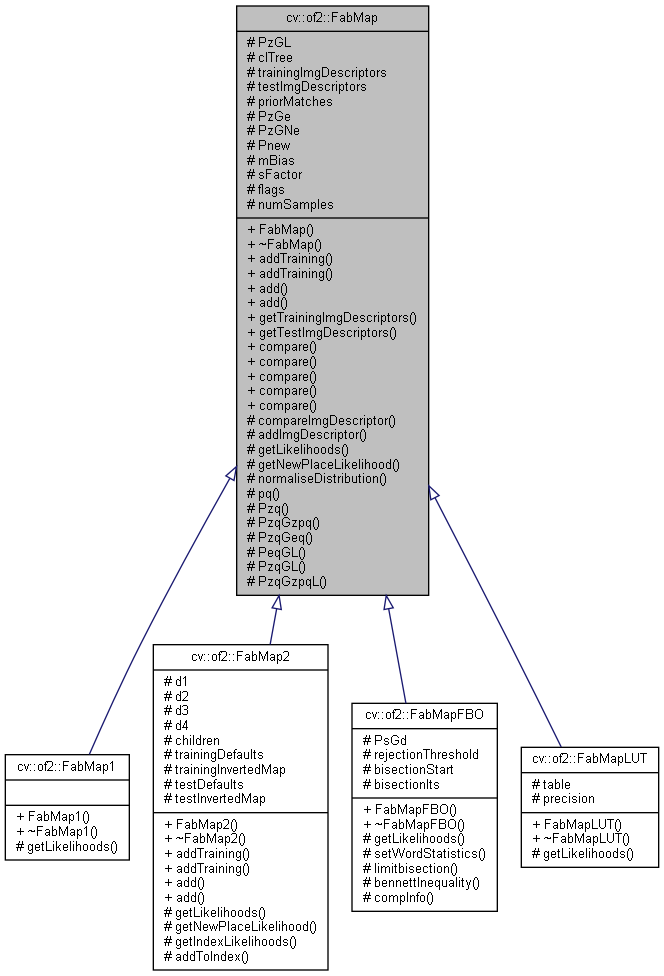 cv::of2::FabMap
# PzGL
# clTree
# trainingImgDescriptors
# testImgDescriptors
# priorMatches
# PzGe
# PzGNe
# Pnew
# mBias
# sFactor
# flags
# numSamples
+ FabMap()
+ ~FabMap()
+ addTraining()
+ addTraining()
+ add()
+ add()
+ getTrainingImgDescriptors()
+ getTestImgDescriptors()
+ compare()
+ compare()
+ compare()
+ compare()
+ compare()
# compareImgDescriptor()
# addImgDescriptor()
# getLikelihoods()
# getNewPlaceLikelihood()
# normaliseDistribution()
# pq()
# Pzq()
# PzqGzpq()
# PzqGeq()
# PeqGL()
# PzqGL()
# PzqGzpqL()
cv::of2::FabMap1
+ FabMap1()
+ ~FabMap1()
# getLikelihoods()
cv::of2::FabMap2
# d1
# d2
# d3
# d4
# children
# trainingDefaults
# trainingInvertedMap
# testDefaults
# testInvertedMap
+ FabMap2()
+ ~FabMap2()
+ addTraining()
+ addTraining()
+ add()
+ add()
# getLikelihoods()
# getNewPlaceLikelihood()
# getIndexLikelihoods()
# addToIndex()
cv::of2::FabMapFBO
# PsGd
# rejectionThreshold
# bisectionStart
# bisectionIts
+ FabMapFBO()
+ ~FabMapFBO()
# getLikelihoods()
# setWordStatistics()
# limitbisection()
# bennettInequality()
# compInfo()
cv::of2::FabMapLUT
# table
# precision
+ FabMapLUT()
+ ~FabMapLUT()
# getLikelihoods()